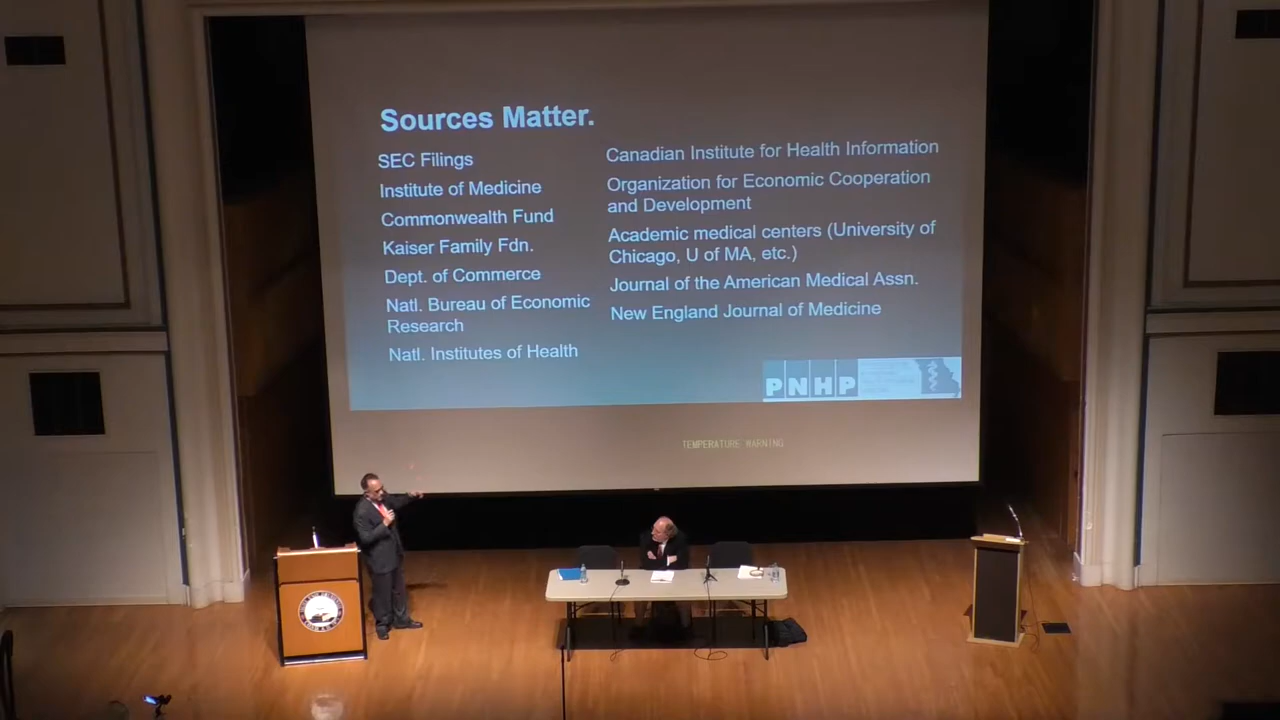 Sources Matter.
SEC Filings
Institute of Medicine
Commonwealth Fund
Kaiser Family Fdn.
Dept. of Commerce
Natl. Bureau of Economic
Research
Natl. Institutes of Health
Canadian Institute for Health Information
Organization for Economic Cooperation
and Development
Academic medical centers (University of
Chicago, U of MA, etc.)
Journal of the American Medical Assn.
New England Journal of Medicine
PNHP
TEMPERATURE WARNING